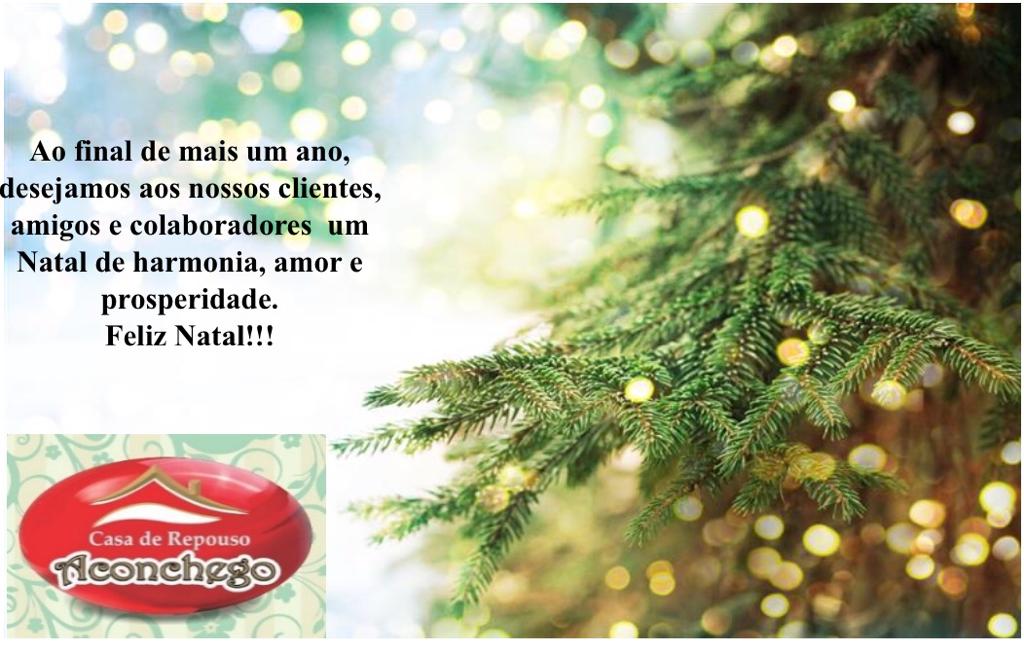 Ao final de mais um ano,
desejamos aos nossos clientes,
amigos e colaboradores  um
Natal de harmonia, amor e
prosperidade.
Feliz Natal!!!
Casa de Repouso
Aconchego